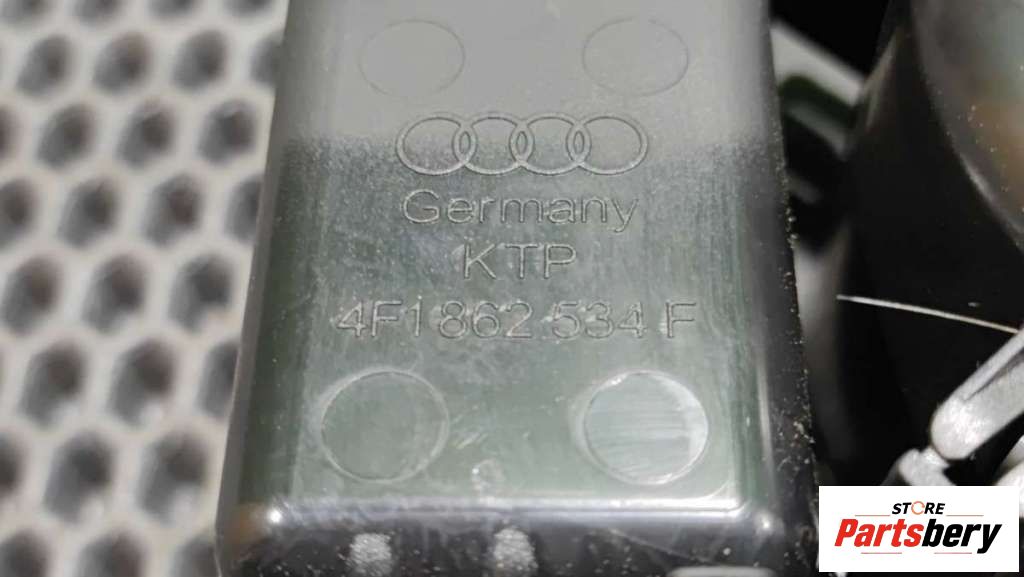 Germany
KTP
4F1 862 534 F
STORE
Partsbery